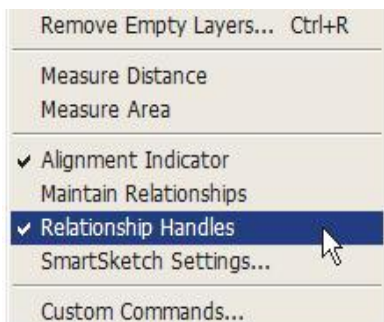 Remove Empty Layers... Ctrl+R
Measure Distance
Measure Area
Alignment Indicator
Maintain Relationships
Relationship Handles
SmartSketch Settings...
Custom Commands...